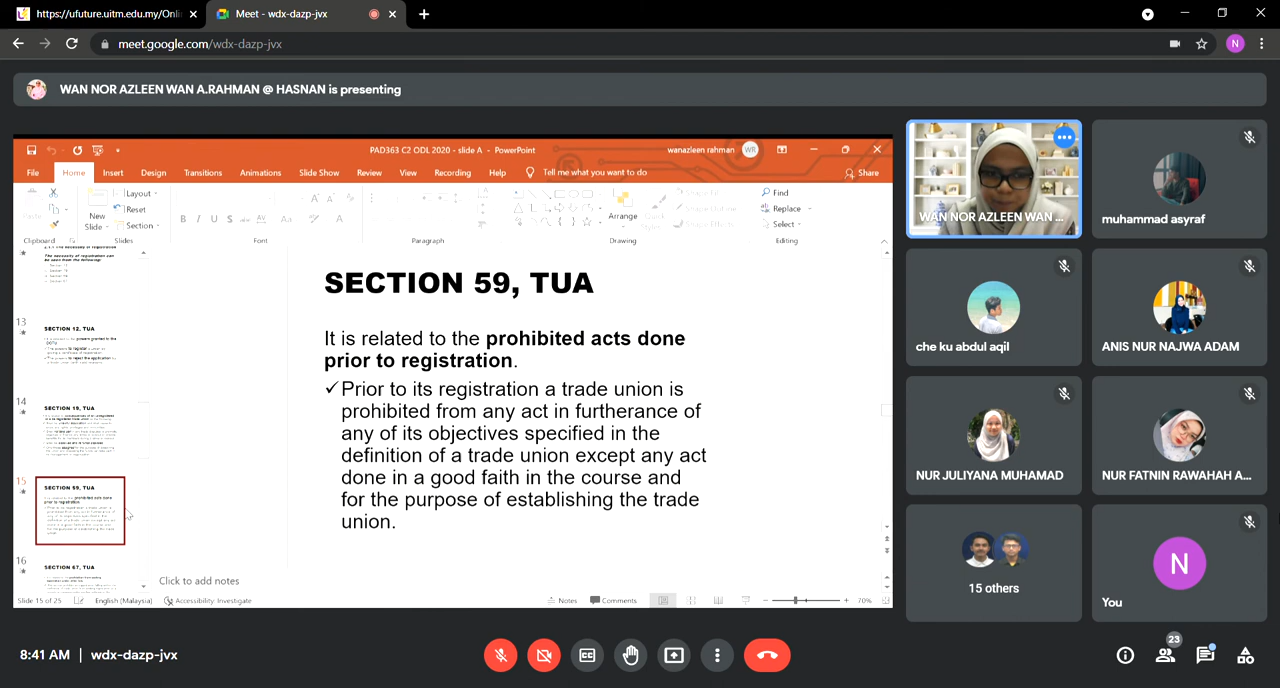 https://ufuture.uitm.edu.my/Onli
Meet - wdx-dazp-jvx
meet.google.com/wdx-dazp-jvx
N
WAN NOR AZLEEN WAN A.RAHMAN @ HASNAN is presenting
PAD363 C2 ODL 2020 - slide A - PowerPoint
wanazleen rahman
WR
File Home Insert Design Transitions Animations Slide Show Review View Recording Help Tell me what you want to do
Share
Paste
New
Slide
Layout
Reset
Section
B I U S
Aa
A
Arrange
Find
Replace
Select
Clipboard Slides Font Paragraph Drawing Editing
The necessity of registration can
be seen from the following:
13
SECTION 12, TUA
14
SECTION 19, TUA
15
SECTION 59, TUA
16
SECTION 67, TUA
SECTION 59, TUA
It is related to the prohibited acts done
prior to registration.
✓Prior to its registration a trade union is
prohibited from any act in furtherance of
any of its objectives specified in the
definition of a trade union except any act
done in a good faith in the course and
for the purpose of establishing the trade
union.
Click to add notes
Slide 15 of 25 English (Malaysia) Accessibility: Investigate
Notes Comments 70%
WAN NOR AZLEEN WAN ...
muhammad asyraf
che ku abdul aqil
ANIS NUR NAJWA ADAM
NUR JULIYANA MUHAMAD
NUR FATNIN RAWAHAH A...
15 others
N
You
8:41 AM | wdx-dazp-jvx
23